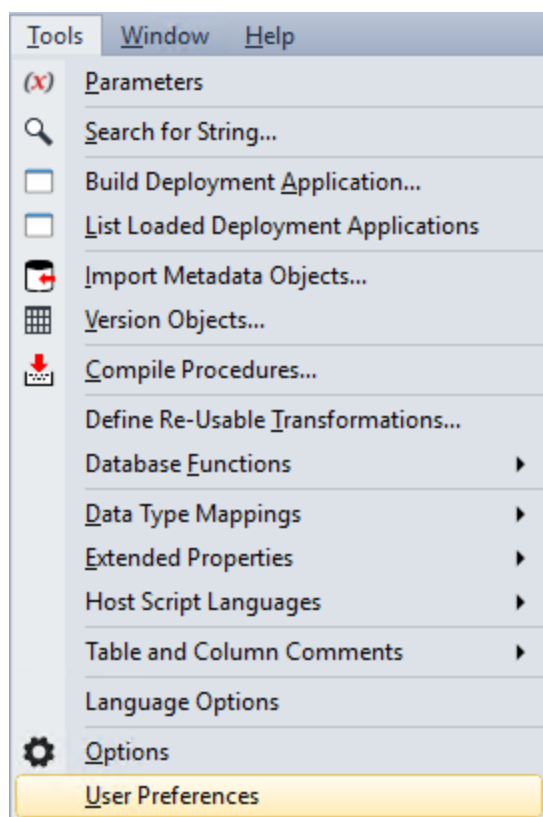 Tools Window Help
(x) Parameters
Search for String...
Build Deployment Application...
List Loaded Deployment Applications
Import Metadata Objects...
Version Objects...
Compile Procedures...
Define Re-Usable Transformations...
Database Functions
Data Type Mappings
Extended Properties
Host Script Languages
Table and Column Comments
Language Options
Options
User Preferences